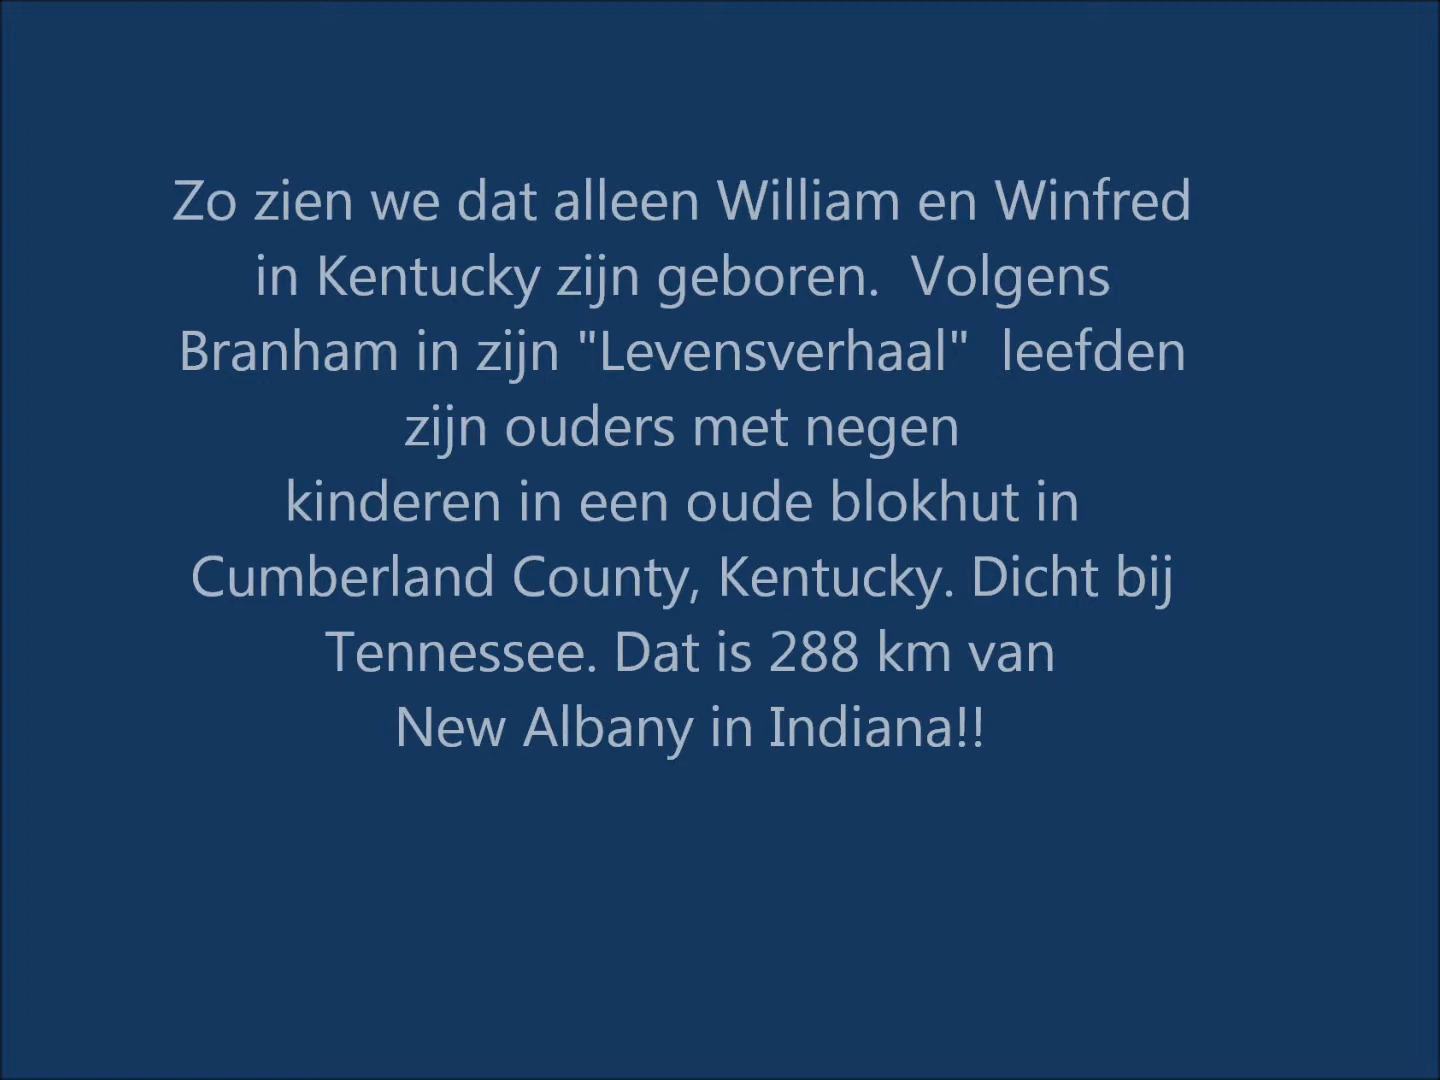 Zo zien we dat alleen William en Winfred
in Kentucky zijn geboren.  Volgens
Branham in zijn "Levensverhaal"  leefden
zijn ouders met negen
kinderen in een oude blokhut in
Cumberland County, Kentucky. Dicht bij
Tennessee. Dat is 288 km van
New Albany in Indiana!!